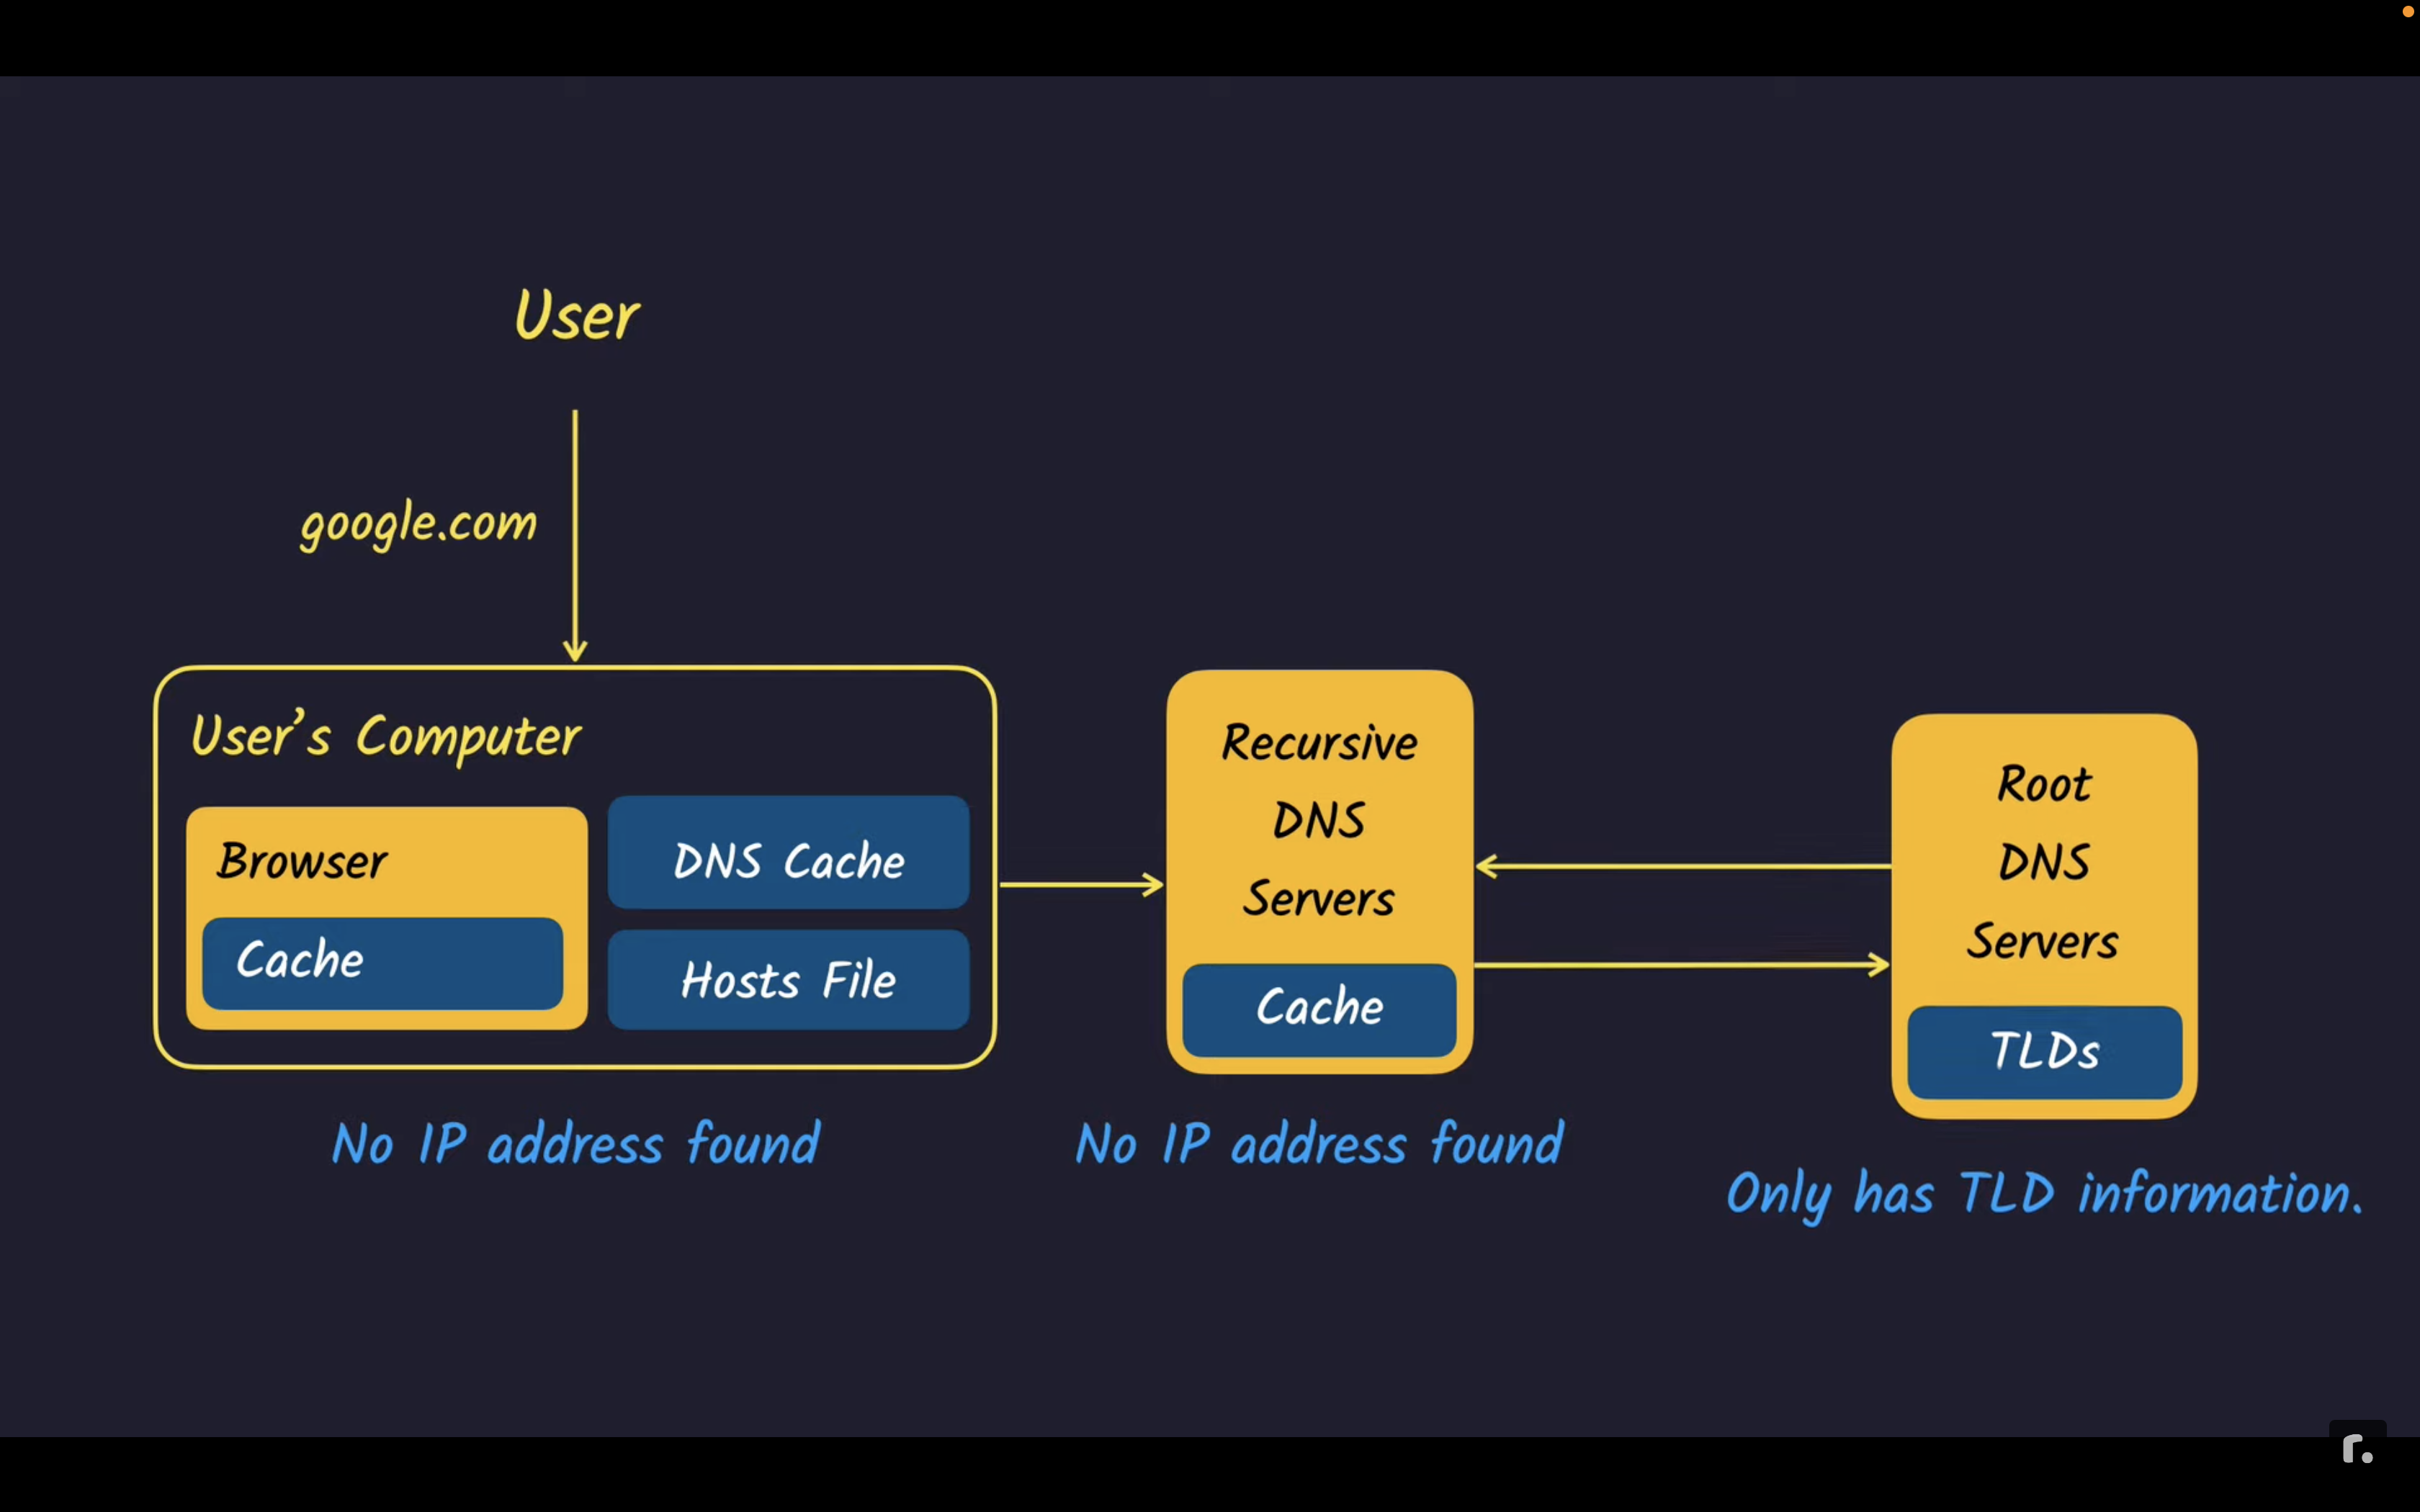 User
google.com
User's Computer
Browser
Cache
DNS Cache
Hosts File
No IP address found
Recursive
DNS
Servers
Cache
No IP address found
Root
DNS
Servers
TLDs
Only has TLD information.
r.